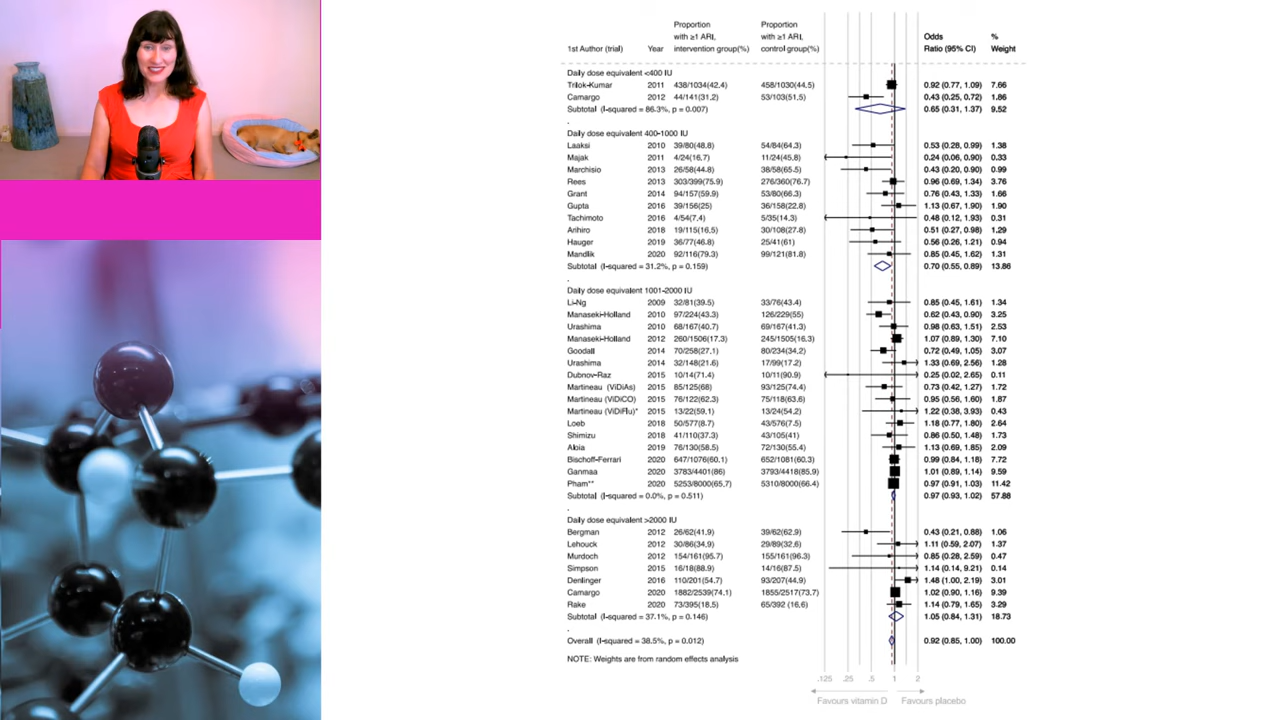 Proportion Proportion
with ≥1 ARI, with ≥1 ARI, Odds %
1st Author (trial) Year intervention group(%) control group(%) Ratio (95% CI) Weight
Daily dose equivalent <400 IU
Trilok-Kumar 2011 438/1034(42.4) 458/1030(44,5) 0.92 (0.77, 1.09) 7.66
Camargo 2012 44/141(31,2) 53/103(51,5) 0.43 (0.25, 0.72) 1.86
Subtotal (I-squared = 86.3%, p = 0.007) 0.65 (0.31, 1.37) 9.52
.
Daily dose equivalent 400-1000 IU
Laaksi 2010 39/80(48.8) 54/84(64.3) 0.53 (0.28, 0.99) 1.38
Majak 2011 4/24(16,7) 11/24(45.8) 0.24 (0.06, 0.90) 0.33
Marchisio 2013 26/58(44.8) 38/58(65.5) 0.43 (0.20, 0.90) 0.99
Rees 2013 303/399(75.9) 276/360(76.7) 0.96 (0.69, 1.34) 3.76
Grant 2014 94/157(59.9) 53/80(66.3) 0.76 (0.43, 1.33) 1.66
Gupta 2016 39/156(25) 36/158(22.8) 1.13 (0.67, 1.90) 1.90
Tachimoto 2016 4/54(7,4) 5/35(14.3) 0.48 (0.12, 1.93) 0.31
Arihiro 2018 19/115(16,5) 30/108(27.8) 0.51 (0.27, 0.98) 1.29
Hauger 2019 36/77(46.8) 25/41(61) 0.56 (0.26, 1.21) 0.94
Mandlik 2020 92/116(79.3) 99/121(81.8) 0.85 (0.45, 1.62) 1.31
Subtotal (I-squared = 31.2%, p = 0.159) 0.70 (0.55, 0.89) 13.86
.
Daily dose equivalent 1001-2000 IU
Li-Ng 2009 32/81(39.5) 33/76(43.4) 0.85 (0.45, 1.61) 1.34
Manaseki-Holland 2010 97/224(43.3) 126/229(55) 0.62 (0.43, 0.90) 3.25
Urashima 2010 68/167(40.7) 69/167(41.3) 0.98 (0.63, 1.51) 2.53
Manaseki-Holland 2012 260/1506(17.3) 245/1505(16,3) 1.07 (0.89, 1.30) 7.10
Goodall 2014 70/258(27,1) 80/234(34,2) 0.72 (0.49, 1.05) 3.07
Urashima 2014 32/148(21.6) 17/99(17.2) 1.33 (0.69, 2.56) 1.28
Dubnov-Raz 2015 10/14(71.4) 10/11(90.9) 0.25 (0.02, 2.65) 0.11
Martineau (ViDiAs) 2015 85/125(68) 93/125(74.4) 0.73 (0.42, 1.27) 1.72
Martineau (ViDiCO) 2015 76/122(62.3) 75/118(63.6) 0.95 (0.56, 1.60) 1.87
Martineau (ViDiFlu)* 2015 13/22(59,1) 13/24(54.2) 1.22 (0.38, 3.93) 0.43
Loeb 2018 50/577(8.7) 43/576(7.5) 1.18 (0.77, 1.80) 2.64
Shimizu 2018 41/110(37,3) 43/105(41) 0.86 (0.50, 1.48) 1.73
Aloia 2019 76/130(58.5) 72/130(55.4) 1.13 (0.69, 1.85) 2.09
Bischoff-Ferrari 2020 647/1076(60.1) 652/1081(60.3) 0.99 (0.84, 1.18) 7.72
Ganmaa 2020 3783/4401(86) 3793/4418(85,9) 1.01 (0.89, 1.14) 9.59
Pham** 2020 5253/8000(65,7) 5310/8000(66.4) 0.97 (0.91, 1.03) 11.42
Subtotal (I-squared = 0.0%, p = 0.511) 0.97 (0.93, 1.02) 57.88
.
Daily dose equivalent >2000 IU
Bergman 2012 26/62(41.9) 39/62(62.9) 0.43 (0.21, 0.88) 1.06
Lehouck 2012 30/86(34,9) 29/89(32.6) 1.11 (0.59, 2.07) 1.37
Murdoch 2012 154/161(95.7) 155/161(96.3) 0.85 (0.28, 2.59) 0.47
Simpson 2015 16/18(88.9) 14/16(87.5) 1.14 (0.14, 9.21) 0.14
Denlinger 2016 110/201(54.7) 93/207(44.9) 1.48 (1.00, 2.19) 3.01
Camargo 2020 1882/2539(74.1) 1855/2517(73.7) 1.02 (0.90, 1.16) 9.39
Rake 2020 73/395(18,5) 65/392 (16,6) 1.14 (0.79, 1.65) 3.29
Subtotal (I-squared = 37.1%, p = 0.146) 1.05 (0.84, 1.31) 18.73
.
Overall (I-squared = 38.5%, p = 0.012) 0.92 (0.85, 1.00) 100.00
NOTE: Weights are from random effects analysis
.125 .25 .5 1 2
Favours vitamin D Favours placebo